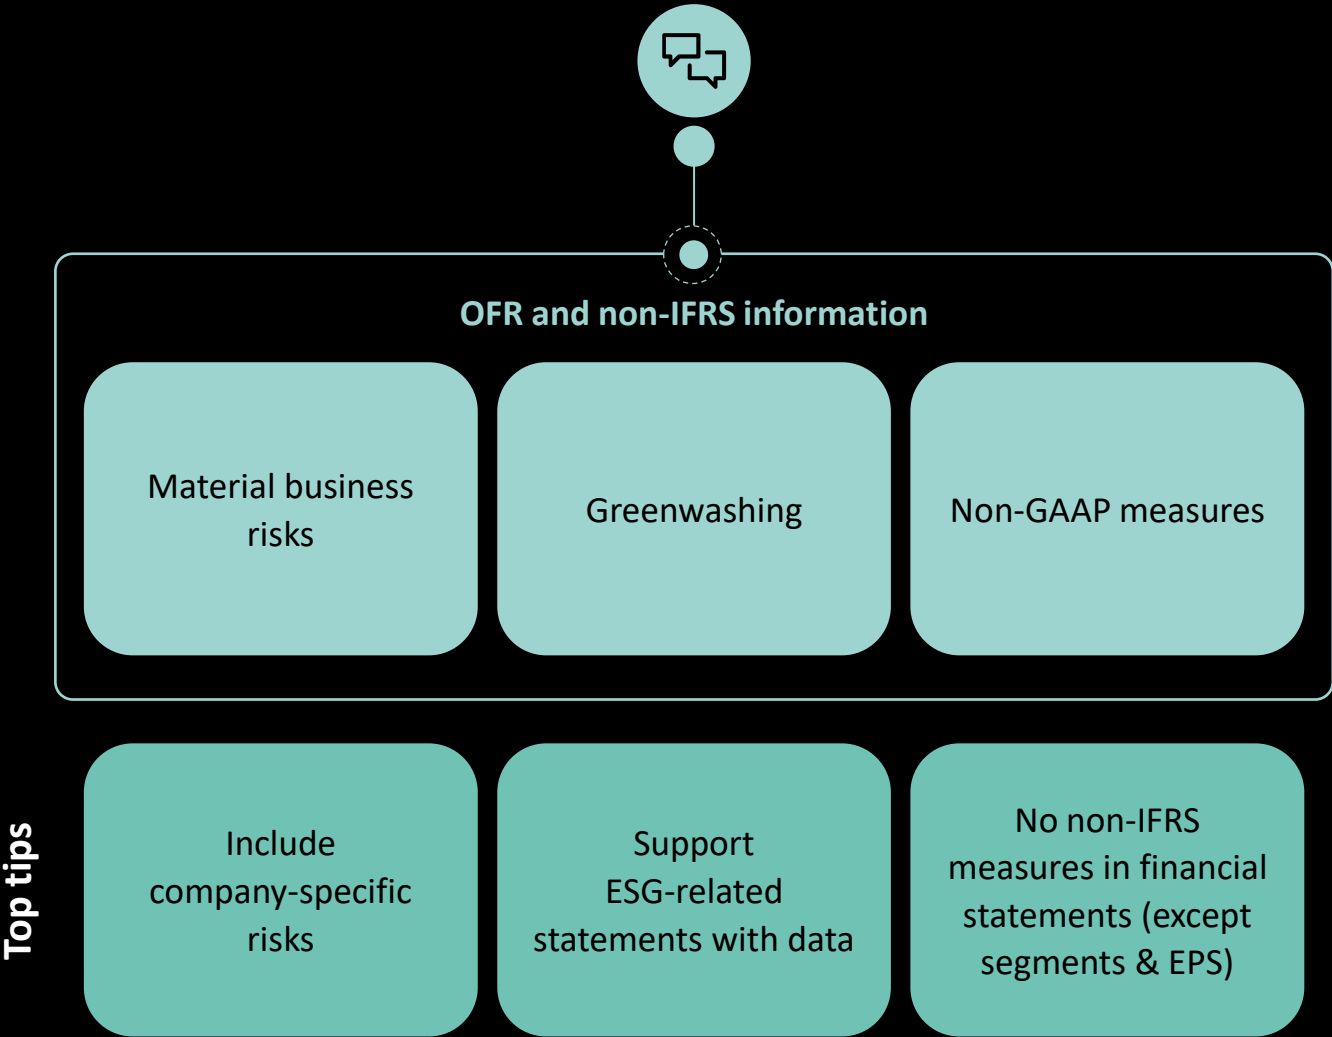 OFR and non-IFRS information
Material business
risks
Greenwashing
Non-GAAP measures
Top tips
Include
company-specific
risks
Support
ESG-related
statements with data
No non-IFRS
measures in financial
statements (except
segments & EPS)